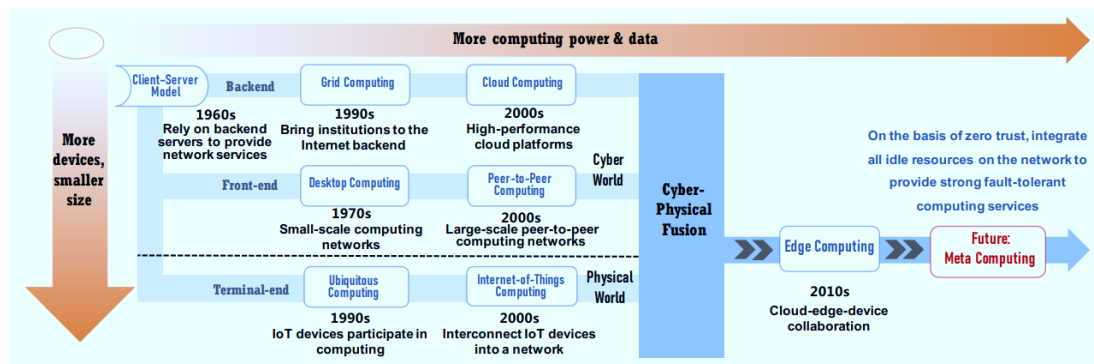 More computing power & data
Client-Server
Model
Backend
Grid Computing
Cloud Computing
1960s
Rely on backend
servers to provide
network services
1990s
Bring institutions to the
Internet backend
2000s
High-performance
cloud platforms
More
devices,
smaller
size
Cyber
World
Front-end
Desktop Computing
Peer-to-Peer
Computing
1970s
Small-scale computing
networks
2000s
Large-scale peer-to-peer
computing networks
Terminal-end
Ubiquitous
Computing
Internet-of-Things
Computing
Physical
World
1990s
IoT devices participate in
computing
2000s
Interconnect IoT devices
into a network
Cyber-
Physical
Fusion
Edge Computing
2010s
Cloud-edge-device
collaboration
On the basis of zero trust, integrate
all idle resources on the network to
provide strong fault-tolerant
computing services
Future:
Meta Computing